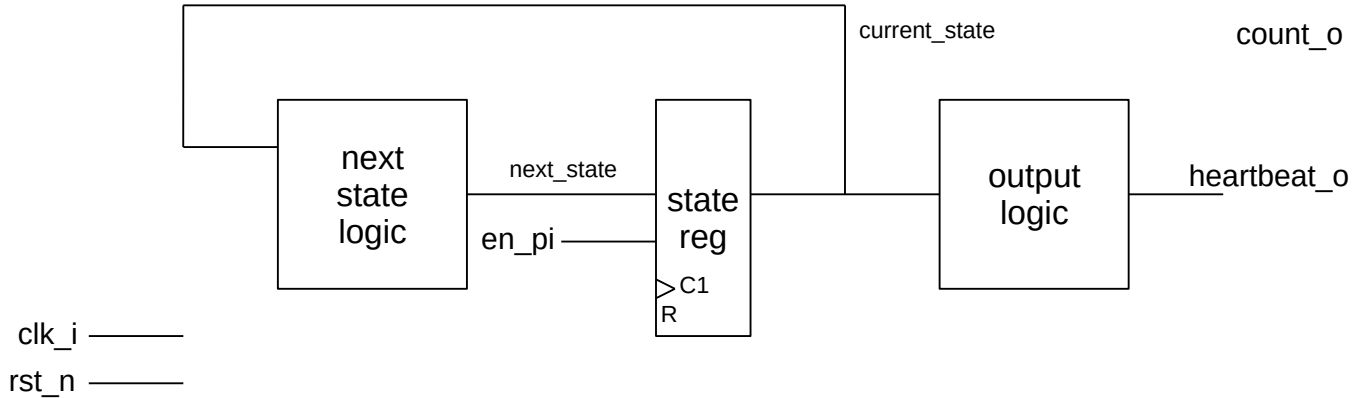 current_state
count_o
next
state
logic
next_state
en_pi
state
reg
C1
R
output
logic
heartbeat_o
clk_i
rst_n